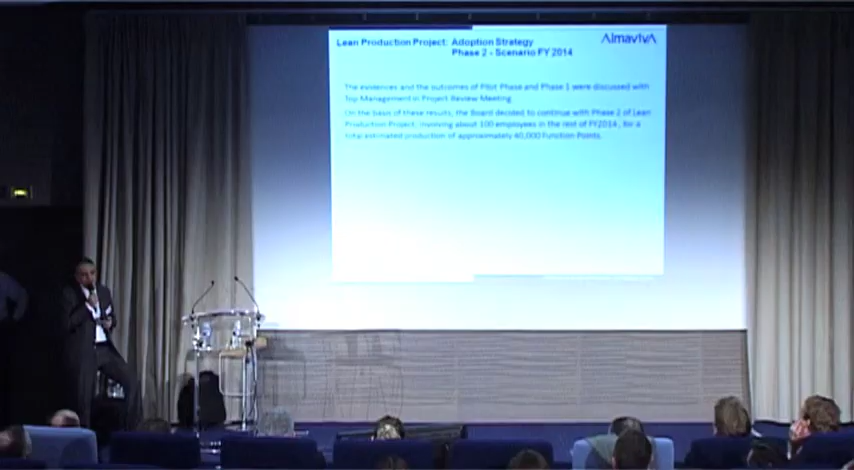 Lean Production Project: Adoption Strategy
Phase 2 - Scenario FY 2014
Almaviva
The evidences and the outcomes of Pilot Phase and Phase 1 were discussed with
Top Management in Project Review Meeting.
On the basis of these results, the Board decided to continue with Phase 2 of Lean
Production Project, involving about 100 employees in the rest of FY2014, for a
total estimated production of approximately 40,000 Function Points.